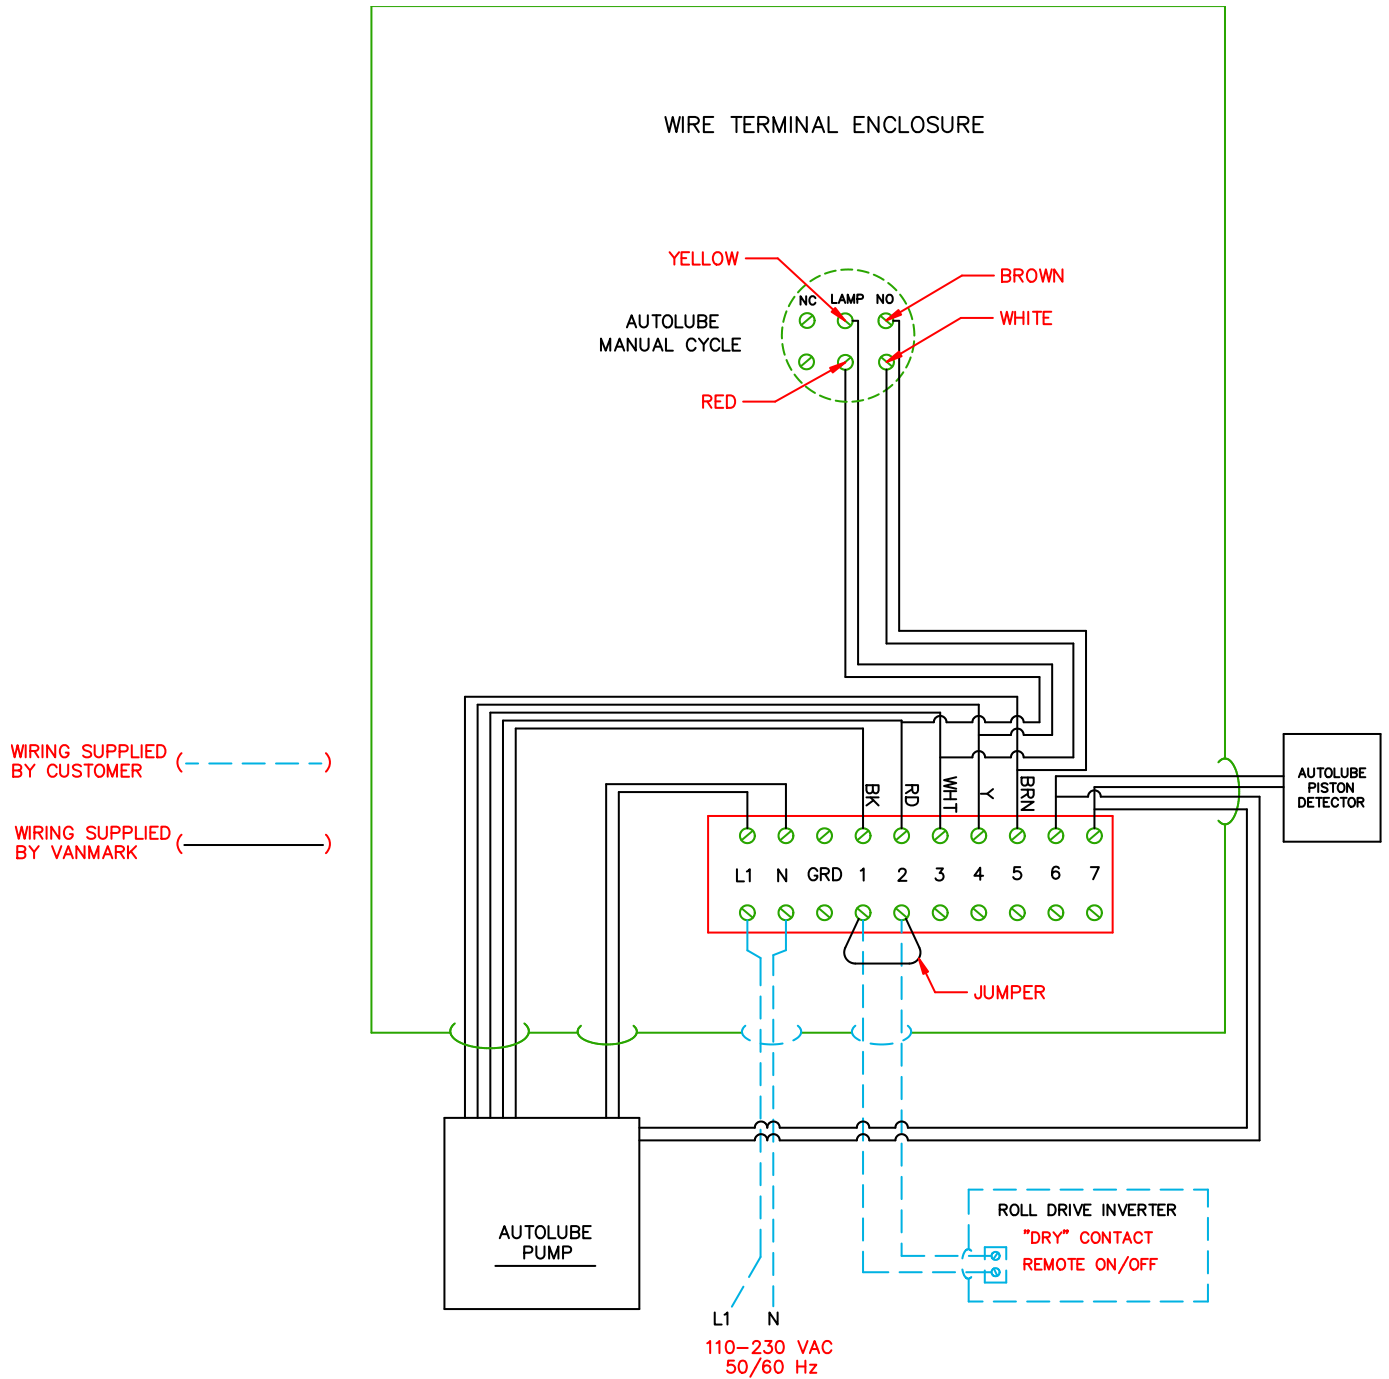 WIRE TERMINAL ENCLOSURE
YELLOW
BROWN
NC LAMP NO
WHITE
AUTOLUBE
MANUAL CYCLE
RED
WIRING SUPPLIED
BY CUSTOMER
WIRING SUPPLIED
BY VANMARK
AUTOLUBE
PISTON
DETECTOR
BK
RD
WHT
Y
BRN
L1 N GRD 1 2 3 4 5 6 7
JUMPER
AUTOLUBE
PUMP
ROLL DRIVE INVERTER
"DRY" CONTACT
REMOTE ON/OFF
L1 N
110-230 VAC
50/60 Hz